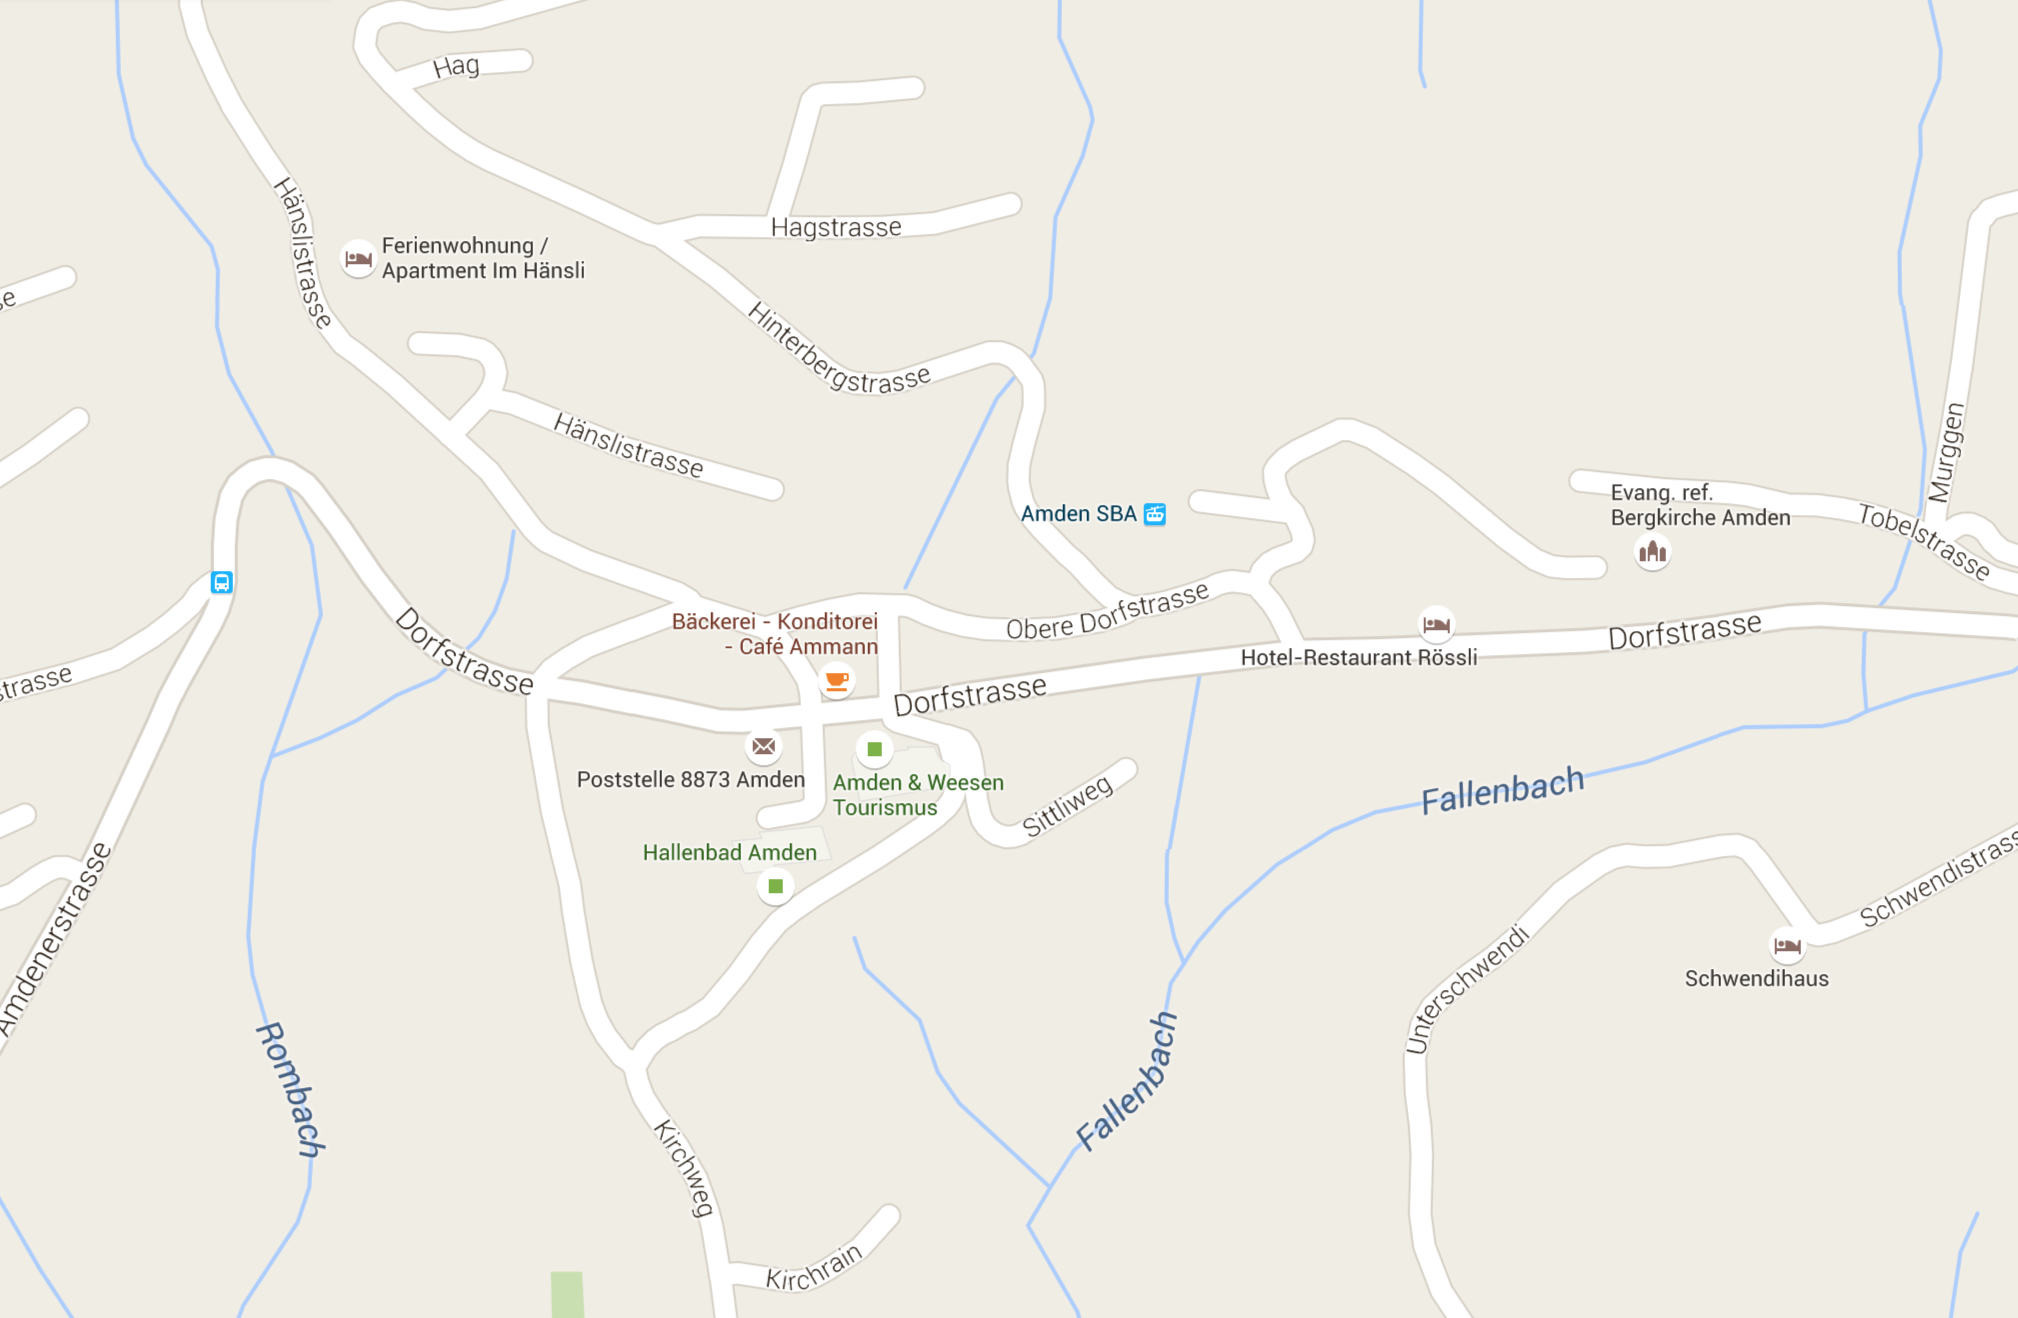 Hag
Hänslistrasse
Ferienwohnung /
Apartment Im Hänsli
Hagstrasse
Hinterbergstrasse
Hänslistrasse
Amden SBA
Evang. ref.
Bergkirche Amden
Murggen
Tobelstrasse
Dorfstrasse
Bäckerei - Konditorei
- Café Ammann
Obere Dorfstrasse
Hotel-Restaurant Rössli
Dorfstrasse
Dorfstrasse
strasse
Poststelle 8873 Amden
Amden & Weesen
Tourismus
Sittliweg
Fallenbach
Hallenbad Amden
Amdenerstrasse
Schwendistrass
Unterschwendi
Schwendihaus
Rombach
Fallenbach
Kirchweg
Kirchrain